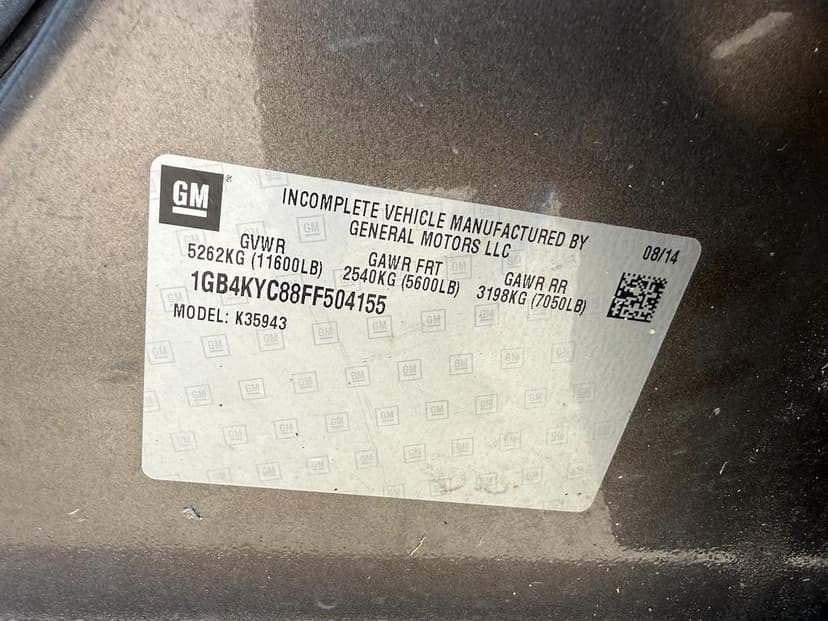 GM
INCOMPLETE VEHICLE MANUFACTURED BY
GENERAL MOTORS LLC
08/14
GVWR
5262KG (11600LB)
GAWR FRT
2540KG (5600LB)
GAWR RR
3198KG (7050LB)
1GB4KYC88FF504155
MODEL: K35943